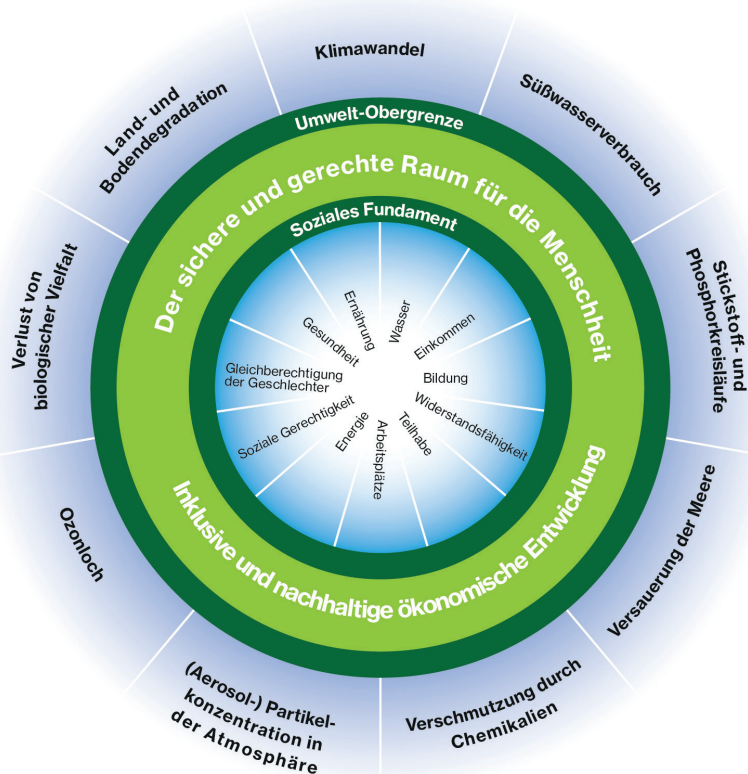 Klimawandel
Süßwasserverbrauch
Stickstoff- und
Phosphorkreisläufe
Versauerung der Meere
Verschmutzung durch
Chemikalien
(Aerosol-) Partikel-
konzentration in
der Atmosphäre
Ozonloch
Verlust von
biologischer Vielfalt
Land- und
Bodendegradation
Umwelt-Obergrenze
Der sichere und gerechte Raum für die Menschheit
Soziales Fundament
Wasser
Einkommen
Bildung
Widerstandsfähigkeit
Teilhabe
Arbeitsplätze
Energie
Soziale Gerechtigkeit
Gleichberechtigung
der Geschlechter
Gesundheit
Ernährung
Inklusive und nachhaltige ökonomische Entwicklung